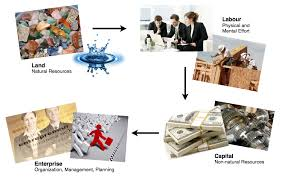 Land
Natural Resources
Labour
Physical and
Mental Effort
Capital
Non-natural Resources
Enterprise
Organization, Management, Planning